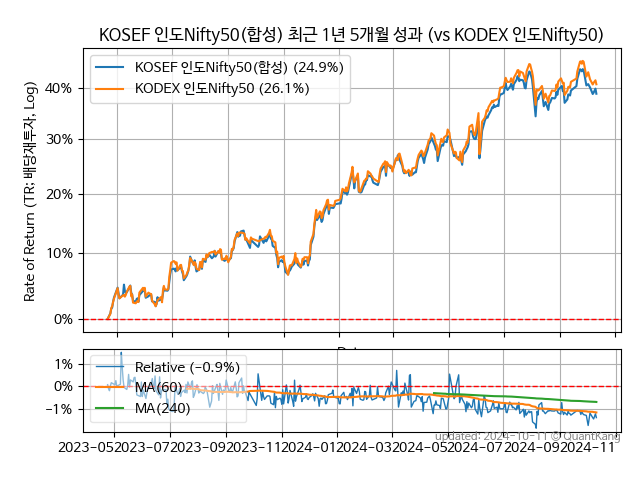 KOSEF 인도Nifty50(합성) 최근 1년 5개월 성과 (vs KODEX 인도Nifty50)
KOSEF 인도Nifty50(합성) (24.9%)
KODEX 인도Nifty50 (26.1%)
Rate of Return (TR: 배당재투자, Log)
40%
30%
20%
10%
0%
1%
0%
−1%
Relative (−0.9%)
MA(60)
MA(240)
2023-05
2023-07
2023-09
2023-11
2024-01
2024-03
2024-05
2024-07
2024-09
2024-11
updated: 2024-10-11 © QuantKang